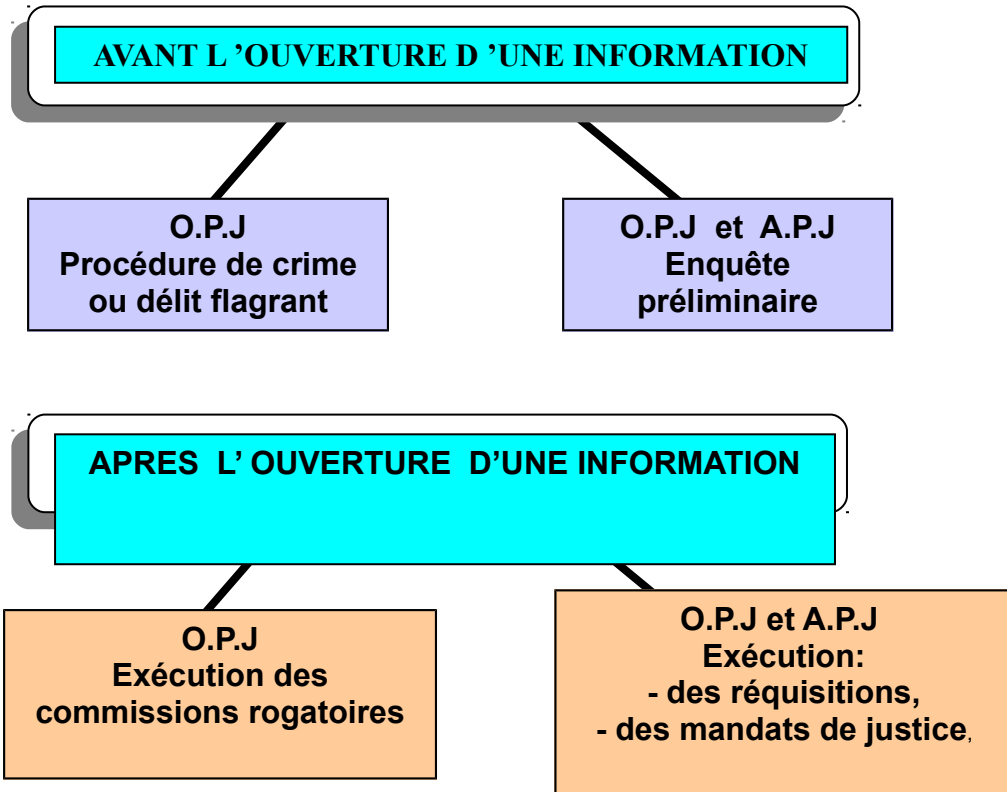 AVANT L ’OUVERTURE D ’UNE INFORMATION
O.P.J
Procédure de crime
ou délit flagrant
O.P.J et A.P.J
Enquête
préliminaire
APRES L’ OUVERTURE D’UNE INFORMATION
O.P.J
Exécution des
commissions rogatoires
O.P.J et A.P.J
Exécution:
- des réquisitions,
- des mandats de justice,